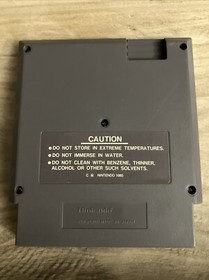 CAUTION
●DO NOT STORE IN EXTREME TEMPERATURES.
●DO NOT IMMERSE IN WATER.
●DO NOT CLEAN WITH BENZENE, THINNER,
ALCOHOL OR OTHER SUCH SOLVENTS.
NINTENDO 1985